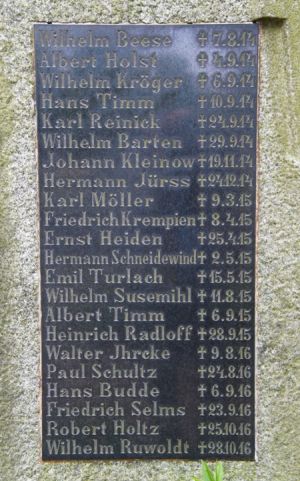 Wilhelm Beese ✝ 7.8.14
Albert Holst ✝ 4.9.14
Wilhelm Kröger ✝ 6.9.14
Hans Timm ✝ 10.9.14
Karl Reinick ✝ 24.9.14
Wilhelm Barten ✝ 29.9.14
Johann Kleinow ✝ 19.11.14
Hermann Jürss ✝ 24.12.14
Karl Möller ✝ 9.3.15
Friedrich Krempien ✝ 8.4.15
Ernst Heiden ✝ 25.4.15
Hermann Schneidewind ✝ 2.5.15
Emil Turlach ✝ 15.5.15
Wilhelm Susemihl ✝ 11.8.15
Albert Timm ✝ 6.9.15
Heinrich Radloff ✝ 28.9.15
Walter Jhrcke ✝ 9.8.16
Paul Schultz ✝ 24.8.16
Hans Budde ✝ 6.9.16
Friedrich Selms ✝ 23.9.16
Robert Holtz ✝ 25.10.16
Wilhelm Ruwoldt ✝ 28.10.16